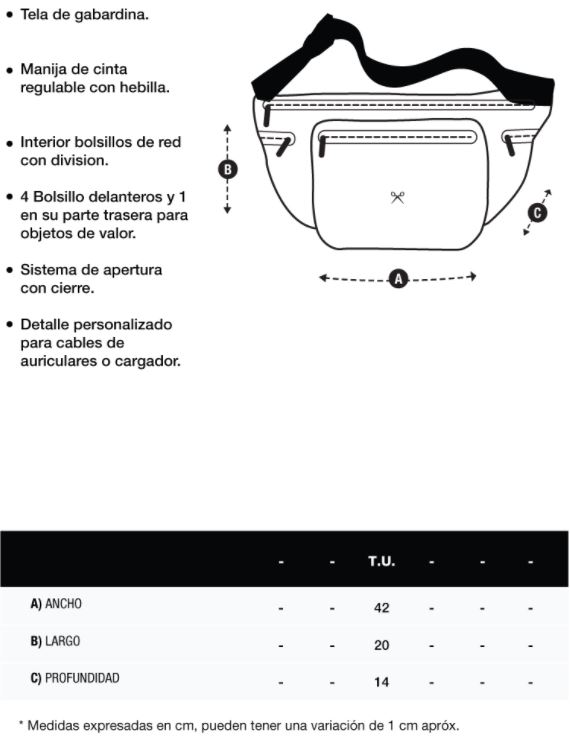 • Tela de gabardina.
• Manija de cinta
regulable con hebilla.
• Interior bolsillos de red
con division.
• 4 Bolsillo delanteros y 1
en su parte trasera para
objetos de valor.
• Sistema de apertura
con cierre.
• Detalle personalizado
para cables de
auriculares o cargador.
B
C
A
- - T.U. - - -
A) ANCHO - - 42 - - -
B) LARGO - - 20 - - -
C) PROFUNDIDAD - - 14 - - -
* Medidas expresadas en cm, pueden tener una variación de 1 cm apróx.